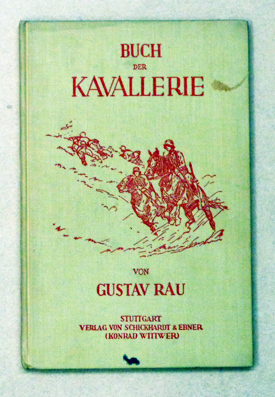 BUCH
DER
KAVALLERIE
VON
GUSTAV RAU
STUTTGART
VERLAG VON SCHICKHARDT & EBNER
(KONRAD WITTWER)